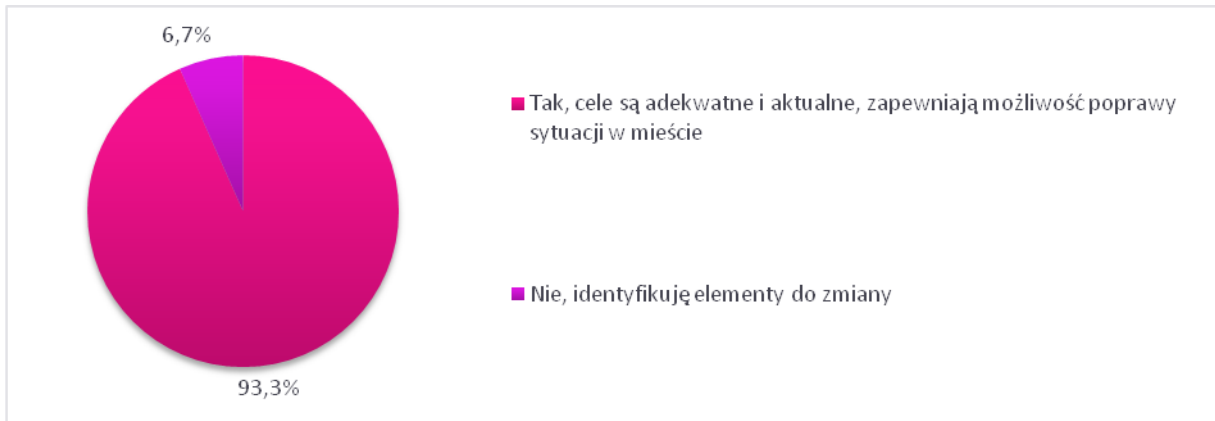 6,7%
Tak, cele są adekwatne i aktualne, zapewniają możliwość poprawy
sytuacji w mieście
Nie, identyfikuję elementy do zmiany
93,3%